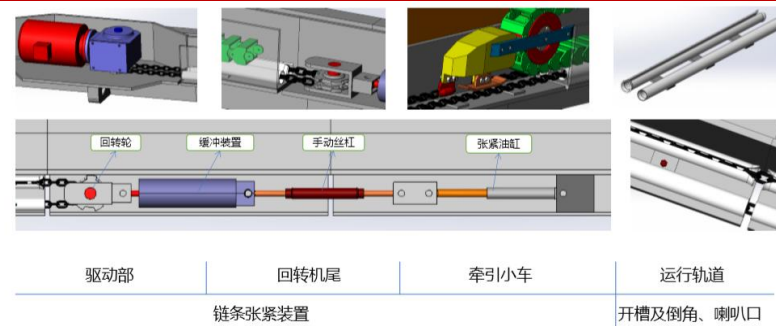 回转轮 缓冲装置 手动丝杠 张紧油缸
驱动部 回转机尾 牵引小车 运行轨道
链条张紧装置 开槽及倒角、喇叭口